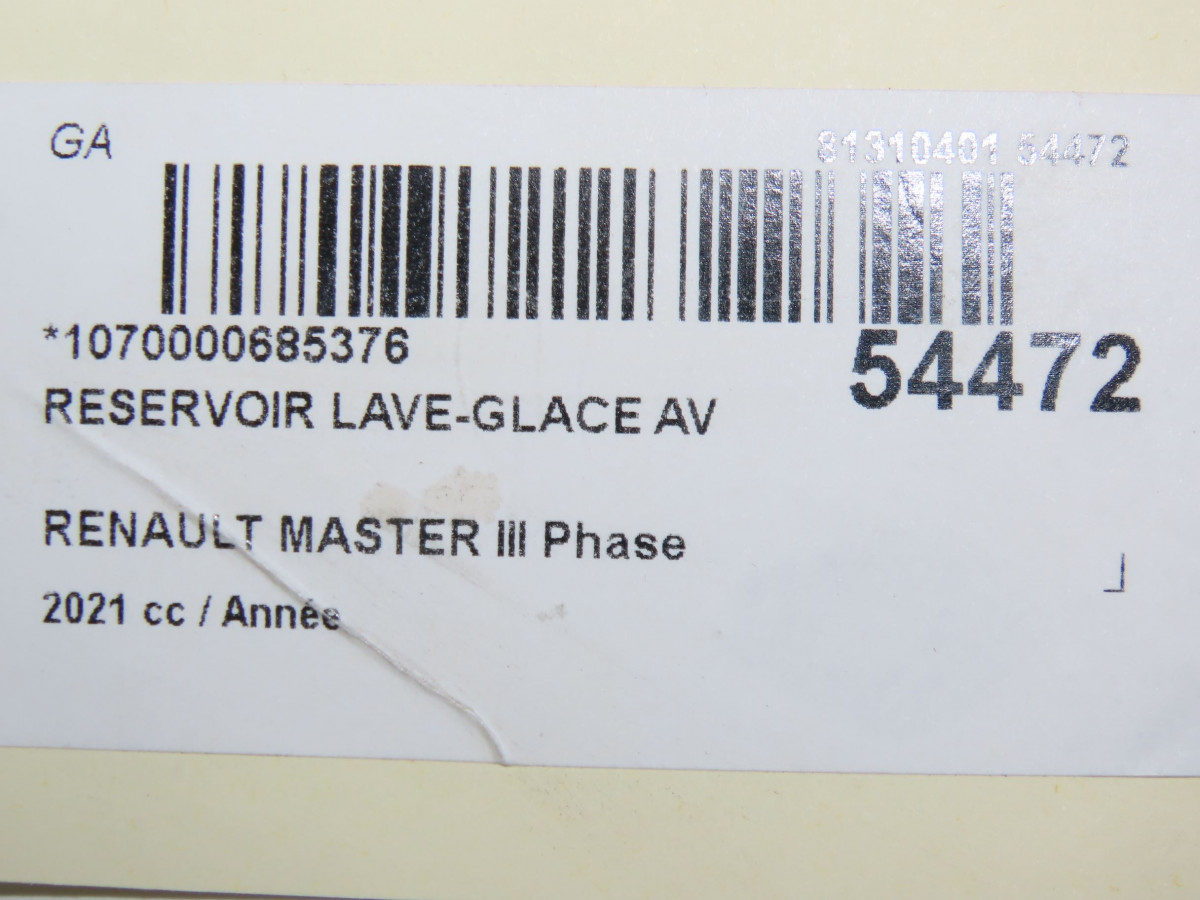 GA
81310401 54472
*1070000685376
54472
RESERVOIR LAVE-GLACE AV
RENAULT MASTER III Phase
2021 cc / Année